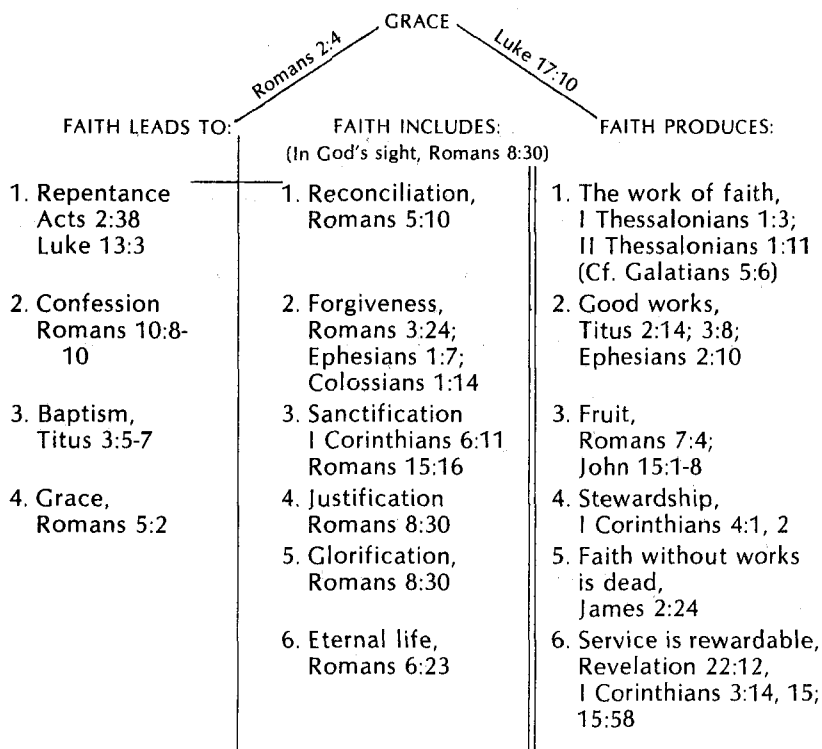 GRACE
Romans 2:4
Luke 17:10
FAITH LEADS TO:
1. Repentance
Acts 2:38
Luke 13:3
2. Confession
Romans 10:8-
10
3. Baptism,
Titus 3:5-7
4. Grace,
Romans 5:2
FAITH INCLUDES:
(In God's sight, Romans 8:30)
1. Reconciliation,
Romans 5:10
2. Forgiveness,
Romans 3:24;
Ephesians 1:7;
Colossians 1:14
3. Sanctification
I Corinthians 6:11
Romans 15:16
4. Justification
Romans 8:30
5. Glorification,
Romans 8:30
6. Eternal life,
Romans 6:23
FAITH PRODUCES:
1. The work of faith,
I Thessalonians 1:3;
II Thessalonians 1:11
(Cf. Galatians 5:6)
2. Good works,
Titus 2:14; 3:8;
Ephesians 2:10
3. Fruit,
Romans 7:4;
John 15:1-8
4. Stewardship,
I Corinthians 4:1, 2
5. Faith without works
is dead,
James 2:24
6. Service is rewardable,
Revelation 22:12,
I Corinthians 3:14, 15;
15:58